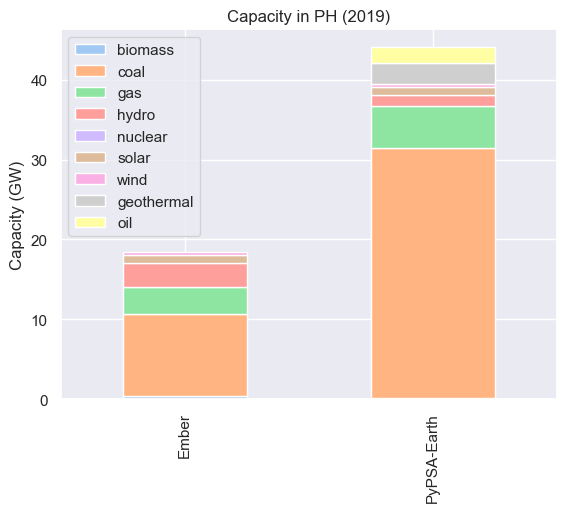 Capacity in PH (2019)
biomass
coal
gas
hydro
nuclear
solar
wind
geothermal
oil
Capacity (GW)
40
30
20
10
0
Ember
PyPSA-Earth